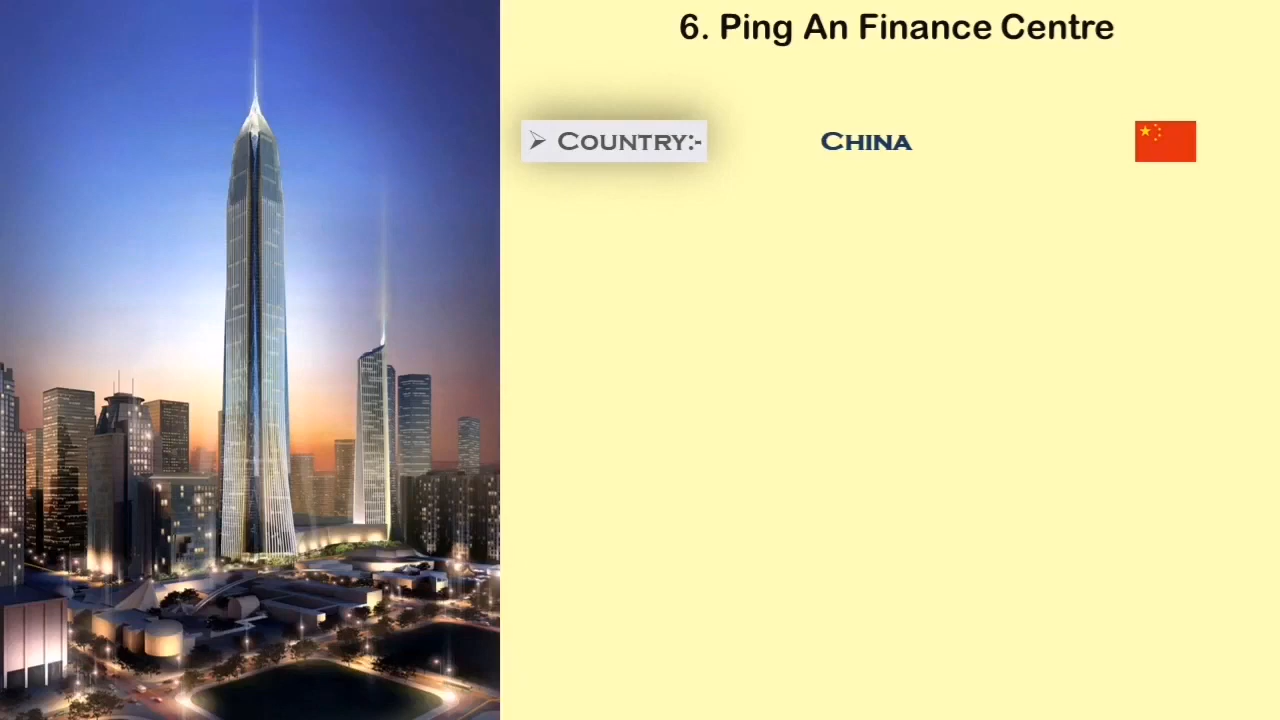 6. Ping An Finance Centre
➢ Country:-
China